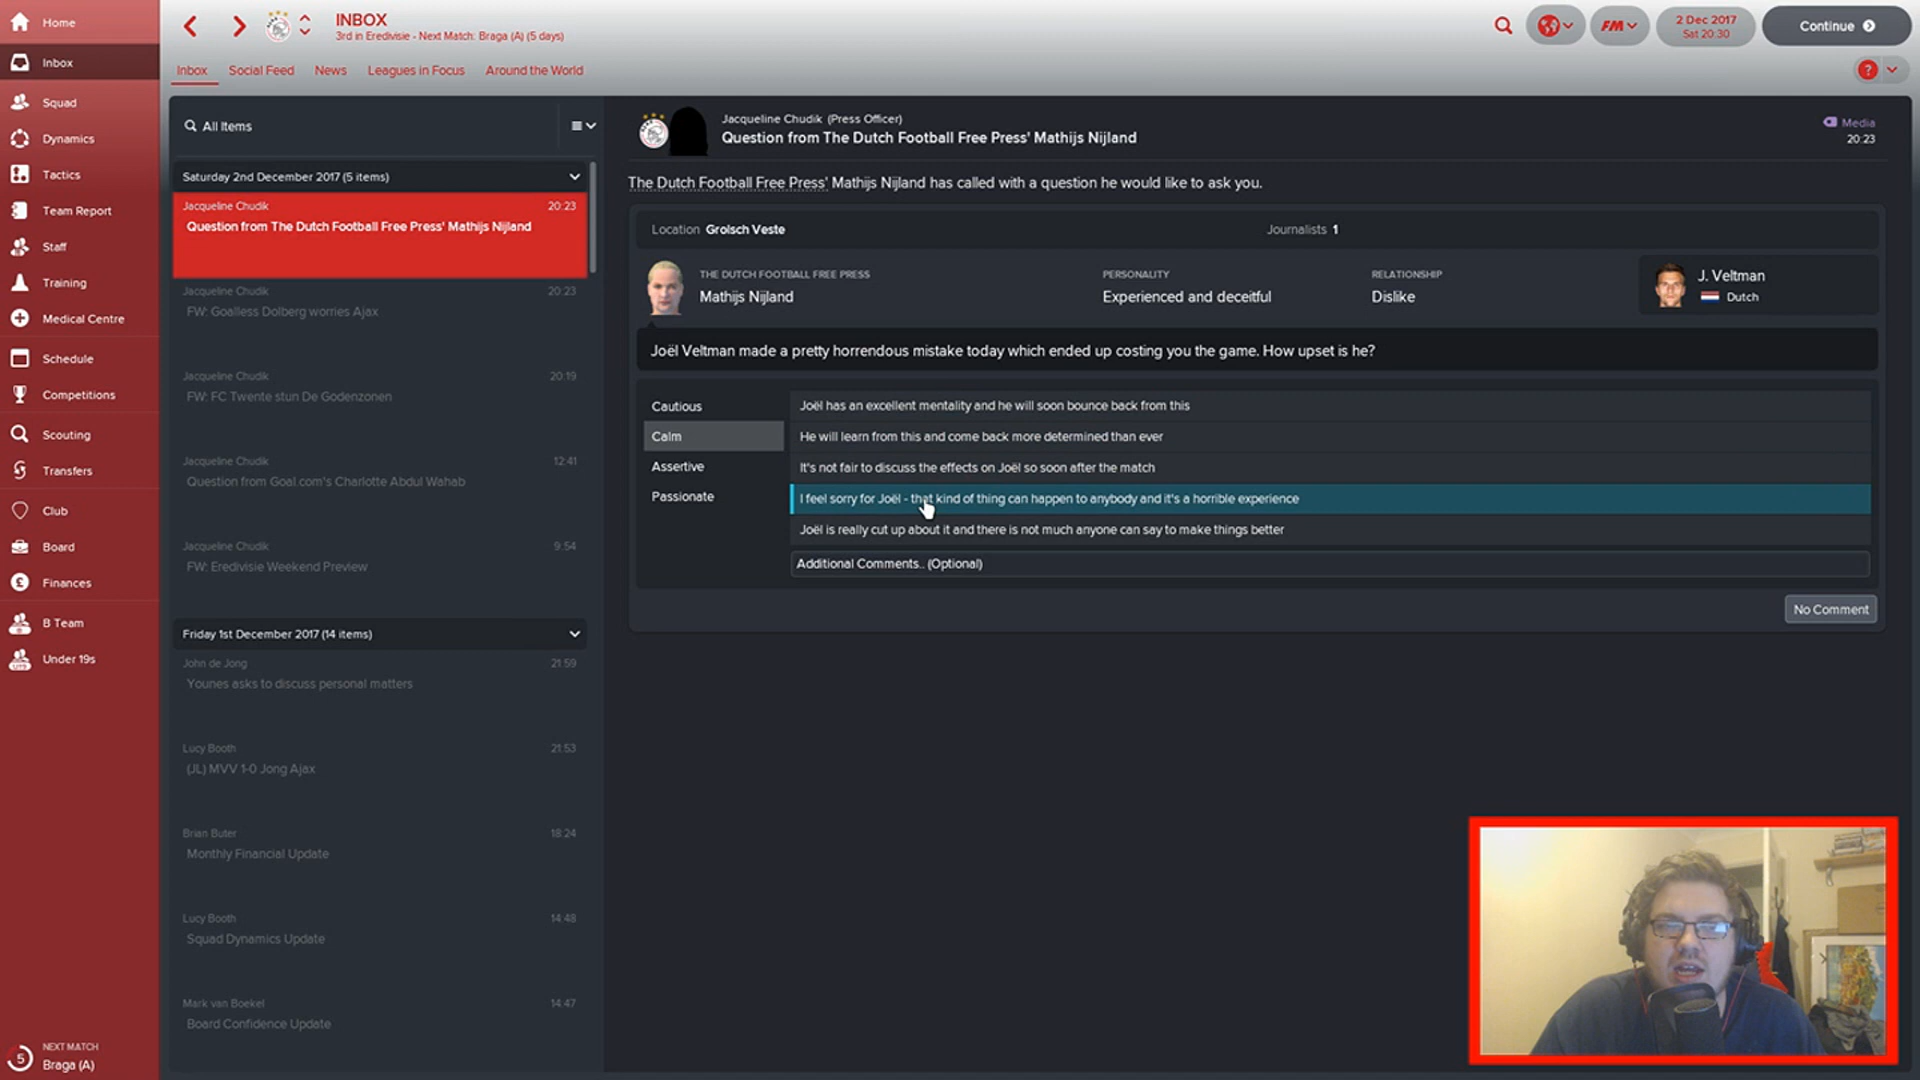 Home
Inbox
Squad
Dynamics
Tactics
Team Report
Staff
Training
Medical Centre
Schedule
Competitions
Scouting
Transfers
Club
Board
Finances
B Team
Under 19s
5
NEXT MATCH
Braga (A)
INBOX
3rd in Eredivisie - Next Match: Braga (A) (5 days)
FM
2 Dec 2017
Sat 20:30
Continue
Inbox Social Feed News Leagues in Focus Around the World
?
All Items
Saturday 2nd December 2017 (5 items)
Jacqueline Chudik 20:23
Question from The Dutch Football Free Press' Mathijs Nijland
Jacqueline Chudik 20:23
FW: Goalless Dolberg worries Ajax
Jacqueline Chudik 20:19
FW: FC Twente stun De Godenzonen
Jacqueline Chudik 12:41
Question from Goal.com's Charlotte Abdul Wahab
Jacqueline Chudik 9:54
FW: Eredivisie Weekend Preview
Friday 1st December 2017 (14 items)
John de Jong 21:59
Younes asks to discuss personal matters
Lucy Booth 21:53
(JL) MVV 1-0 Jong Ajax
Brian Buter 18:24
Monthly Financial Update
Lucy Booth 14:48
Squad Dynamics Update
Mark van Boekel 14:47
Board Confidence Update
Jacqueline Chudik (Press Officer)
Question from The Dutch Football Free Press' Mathijs Nijland
Media
20:23
The Dutch Football Free Press' Mathijs Nijland has called with a question he would like to ask you.
Location Grolsch Veste Journalists 1
THE DUTCH FOOTBALL FREE PRESS PERSONALITY RELATIONSHIP
Mathijs Nijland Experienced and deceitful Dislike
J. Veltman
Dutch
Joël Veltman made a pretty horrendous mistake today which ended up costing you the game. How upset is he?
Cautious
Calm
Assertive
Passionate
Joël has an excellent mentality and he will soon bounce back from this
He will learn from this and come back more determined than ever
It's not fair to discuss the effects on Joël so soon after the match
I feel sorry for Joël - that kind of thing can happen to anybody and it's a horrible experience
Joël is really cut up about it and there is not much anyone can say to make things better
Additional Comments.. (Optional)
No Comment